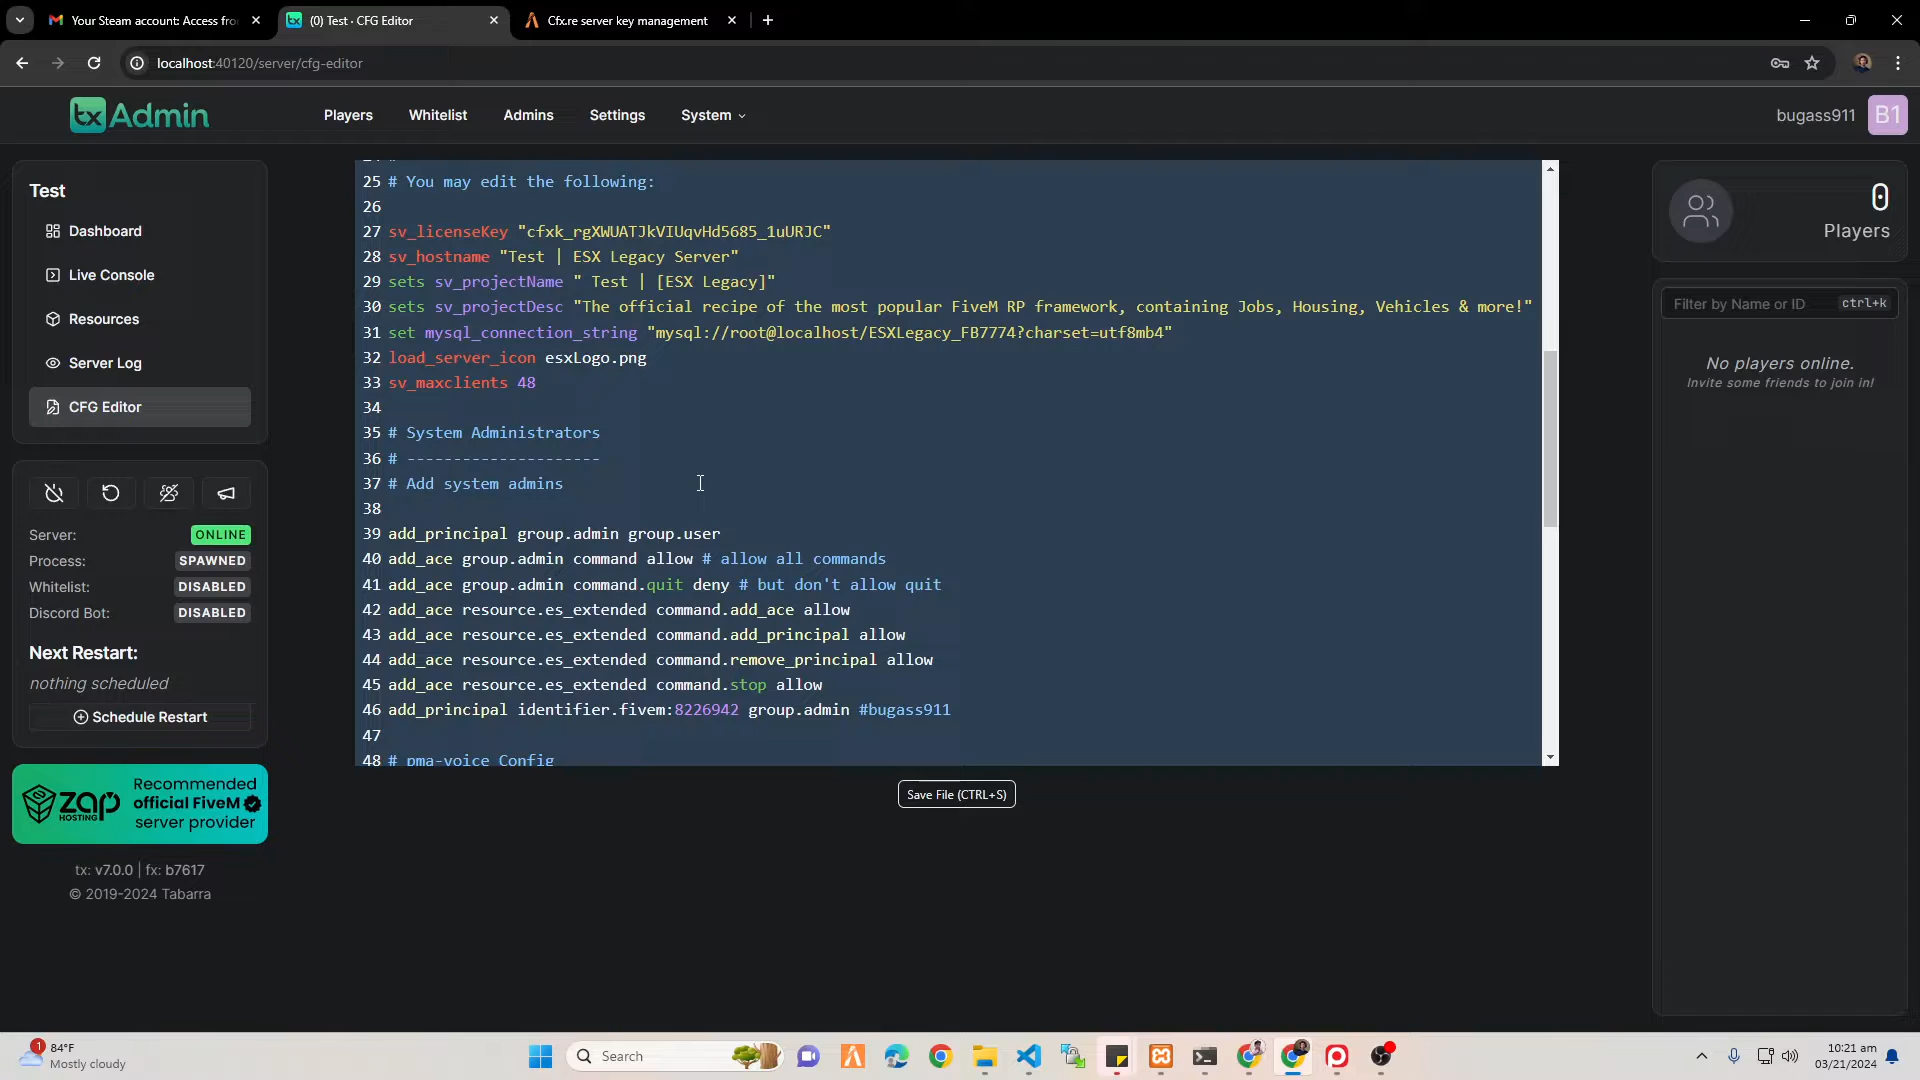 Your Steam account: Access fro
(0) Test · CFG Editor
Cfx.re server key management
localhost:40120/server/cfg-editor
tx Admin
Players
Whitelist
Admins
Settings
System
bugass911
B1
Test
Dashboard
Live Console
Resources
Server Log
CFG Editor
Server: ONLINE
Process: SPAWNED
Whitelist: DISABLED
Discord Bot: DISABLED
Next Restart:
nothing scheduled
Schedule Restart
ZAP HOSTING
Recommended
official FiveM
server provider
tx: v7.0.0 | fx: b7617
© 2019-2024 Tabarra
25 # You may edit the following:
26
27 sv_licenseKey "cfxk_rgXWUATJkVIUqvHd5685_1uURJC"
28 sv_hostname "Test | ESX Legacy Server"
29 sets sv_projectName " Test | [ESX Legacy]"
30 sets sv_projectDesc "The official recipe of the most popular FiveM RP framework, containing Jobs, Housing, Vehicles & more!"
31 set mysql_connection_string "mysql://root@localhost/ESXLegacy_FB7774?charset=utf8mb4"
32 load_server_icon esxLogo.png
33 sv_maxclients 48
34
35 # System Administrators
36 # ---------------------
37 # Add system admins
38
39 add_principal group.admin group.user
40 add_ace group.admin command allow # allow all commands
41 add_ace group.admin command.quit deny # but don't allow quit
42 add_ace resource.es_extended command.add_ace allow
43 add_ace resource.es_extended command.add_principal allow
44 add_ace resource.es_extended command.remove_principal allow
45 add_ace resource.es_extended command.stop allow
46 add_principal identifier.fivem:8226942 group.admin #bugass911
47
48 # pma-voice Config
Save File (CTRL+S)
0
Players
Filter by Name or ID ctrl+k
No players online.
Invite some friends to join in!
1
84°F
Mostly cloudy
Search
10:21 am
03/21/2024